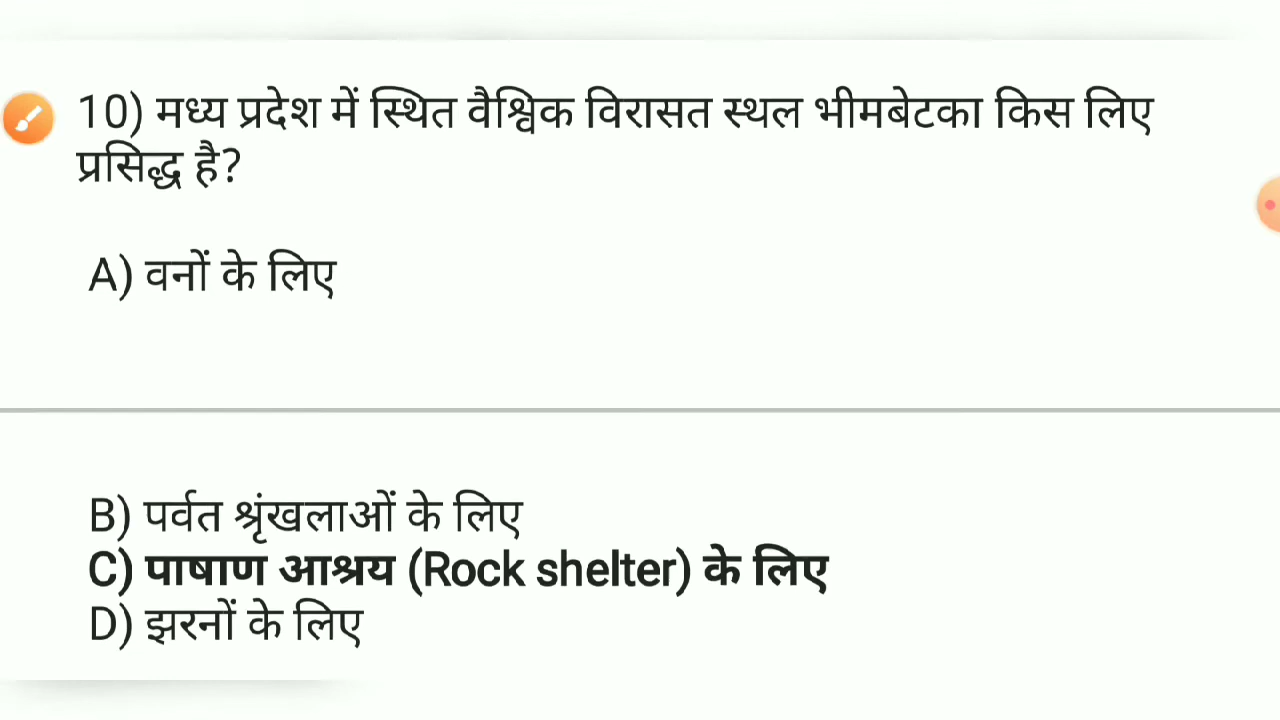 10) मध्य प्रदेश में स्थित वैश्विक विरासत स्थल भीमबेटका किस लिए
प्रसिद्ध है?
A) वनों के लिए
B) पर्वत श्रृंखलाओं के लिए
C) पाषाण आश्रय (Rock shelter) के लिए
D) झरनों के लिए